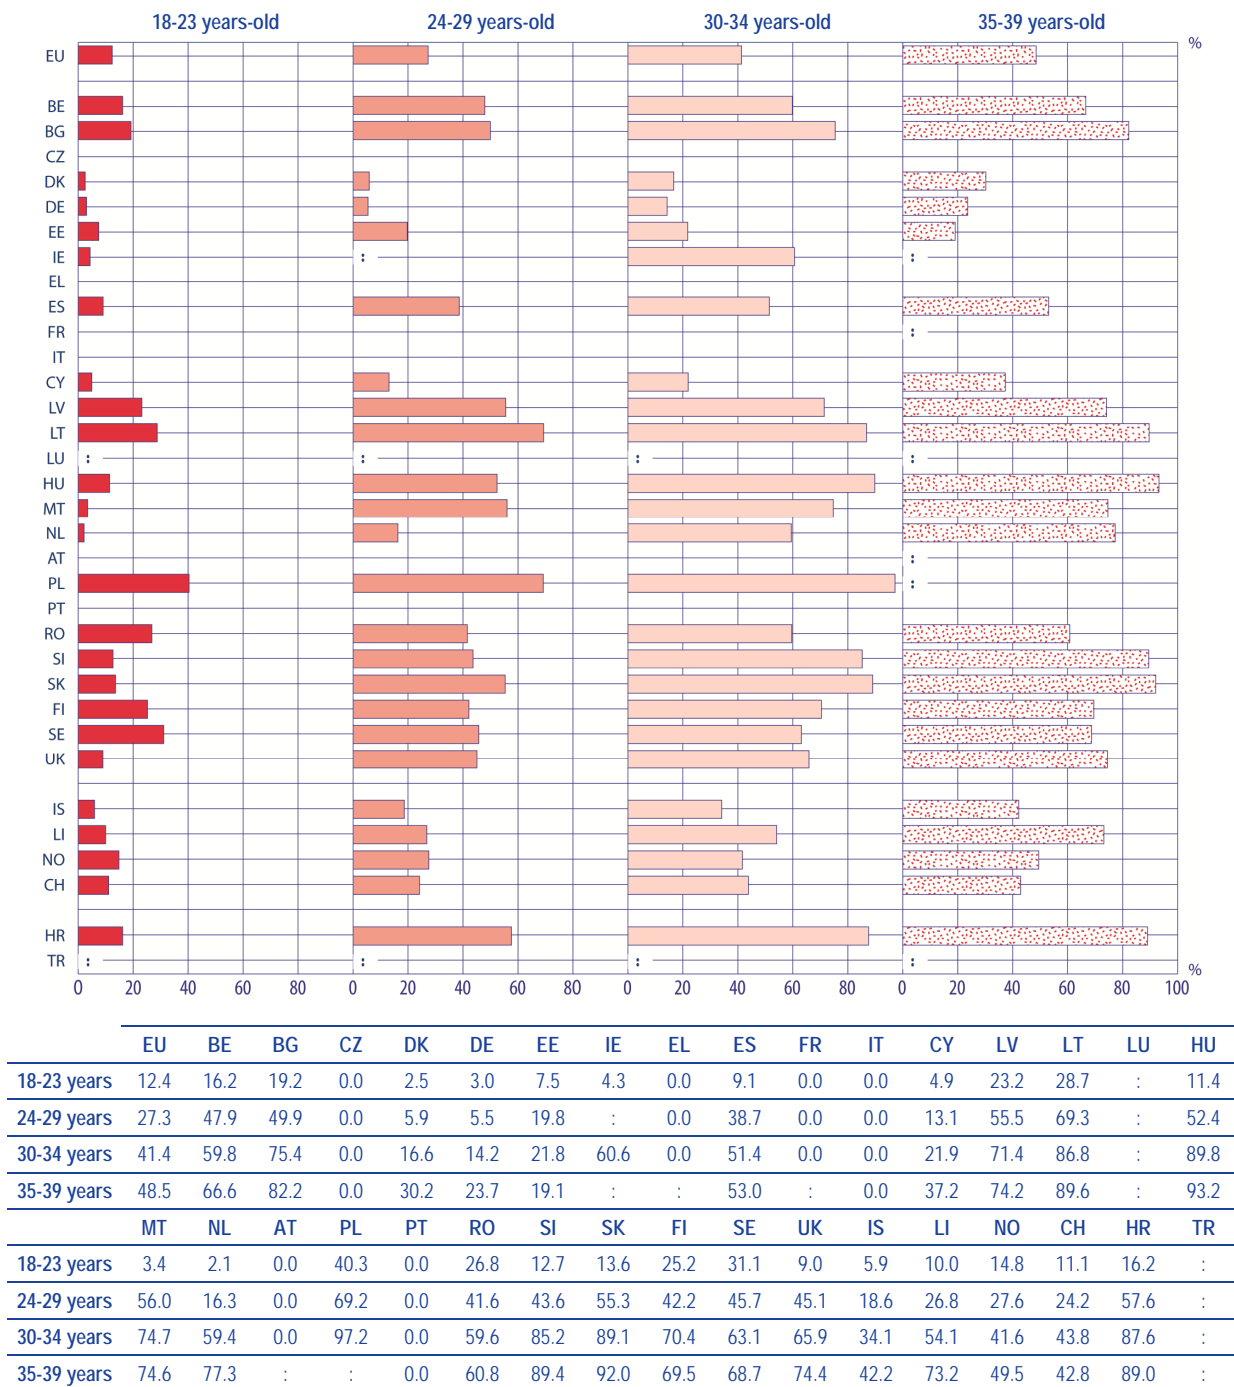 18-23 years-old 24-29 years-old 30-34 years-old 35-39 years-old
%
EU
BE
BG
CZ
DK
DE
EE
IE : :
EL
ES
FR :
IT
CY
LV
LT
LU : : : :
HU
MT
NL
AT :
PL :
PT
RO
SI
SK
FI
SE
UK
IS
LI
NO
CH
HR
TR : : : :
%
0 20 40 60 80 0 20 40 60 80 0 20 40 60 80 0 20 40 60 80 100
EU BE BG CZ DK DE EE IE EL ES FR IT CY LV LT LU HU
18-23 years 12.4 16.2 19.2 0.0 2.5 3.0 7.5 4.3 0.0 9.1 0.0 0.0 4.9 23.2 28.7 : 11.4
24-29 years 27.3 47.9 49.9 0.0 5.9 5.5 19.8 : 0.0 38.7 0.0 0.0 13.1 55.5 69.3 : 52.4
30-34 years 41.4 59.8 75.4 0.0 16.6 14.2 21.8 60.6 0.0 51.4 0.0 0.0 21.9 71.4 86.8 : 89.8
35-39 years 48.5 66.6 82.2 0.0 30.2 23.7 19.1 : : 53.0 : 0.0 37.2 74.2 89.6 : 93.2
MT NL AT PL PT RO SI SK FI SE UK IS LI NO CH HR TR
18-23 years 3.4 2.1 0.0 40.3 0.0 26.8 12.7 13.6 25.2 31.1 9.0 5.9 10.0 14.8 11.1 16.2 :
24-29 years 56.0 16.3 0.0 69.2 0.0 41.6 43.6 55.3 42.2 45.7 45.1 18.6 26.8 27.6 24.2 57.6 :
30-34 years 74.7 59.4 0.0 97.2 0.0 59.6 85.2 89.1 70.4 63.1 65.9 34.1 54.1 41.6 43.8 87.6 :
35-39 years 74.6 77.3 : : 0.0 60.8 89.4 92.0 69.5 68.7 74.4 42.2 73.2 49.5 42.8 89.0 :